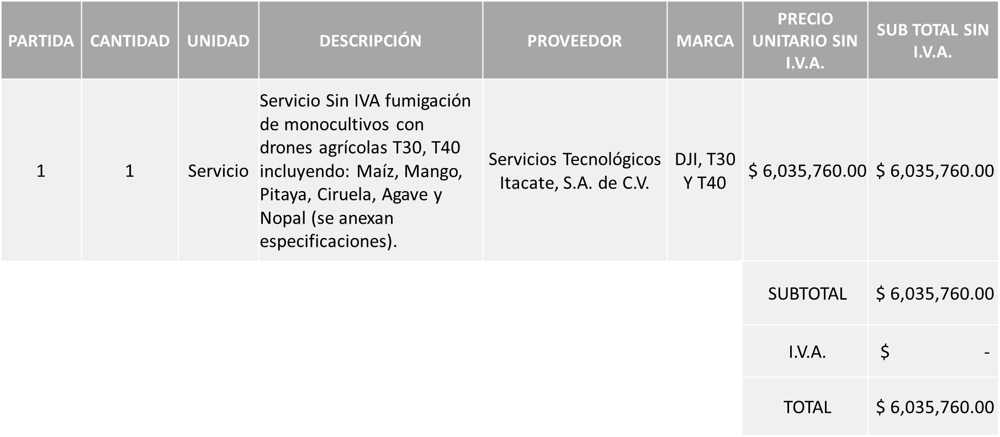 PARTIDA CANTIDAD UNIDAD DESCRIPCIÓN PROVEEDOR MARCA
PRECIO
UNITARIO SIN
I.V.A.
SUB TOTAL SIN
I.V.A.
1
1
Servicio
Servicio Sin IVA fumigación
de monocultivos con
drones agrícolas T30, T40
incluyendo: Maíz, Mango,
Pitaya, Ciruela, Agave y
Nopal (se anexan
especificaciones).
Servicios Tecnológicos
Itacate, S.A. de C.V.
DJI, T30
Y T40
$ 6,035,760.00
$ 6,035,760.00
SUBTOTAL $ 6,035,760.00
I.V.A. $ -
TOTAL $ 6,035,760.00